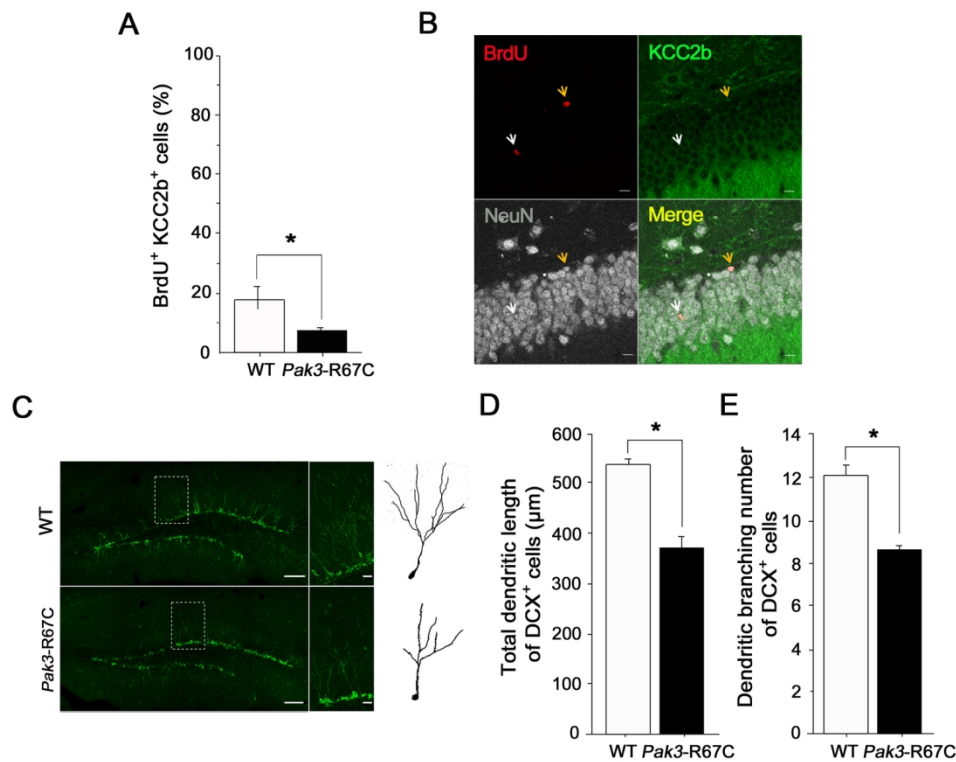 A
BrdU⁺ KCC2b⁺ cells (%)
100
80
60
40
20
0
*
WT Pak3-R67C
B
BrdU
KCC2b
NeuN
Merge
C
WT
Pak3-R67C
D
Total dendritic length
of DCX⁺ cells (µm)
600
500
400
300
200
100
0
*
WT Pak3-R67C
E
Dendritic branching number
of DCX⁺ cells
14
12
10
8
6
4
2
0
*
WT Pak3-R67C